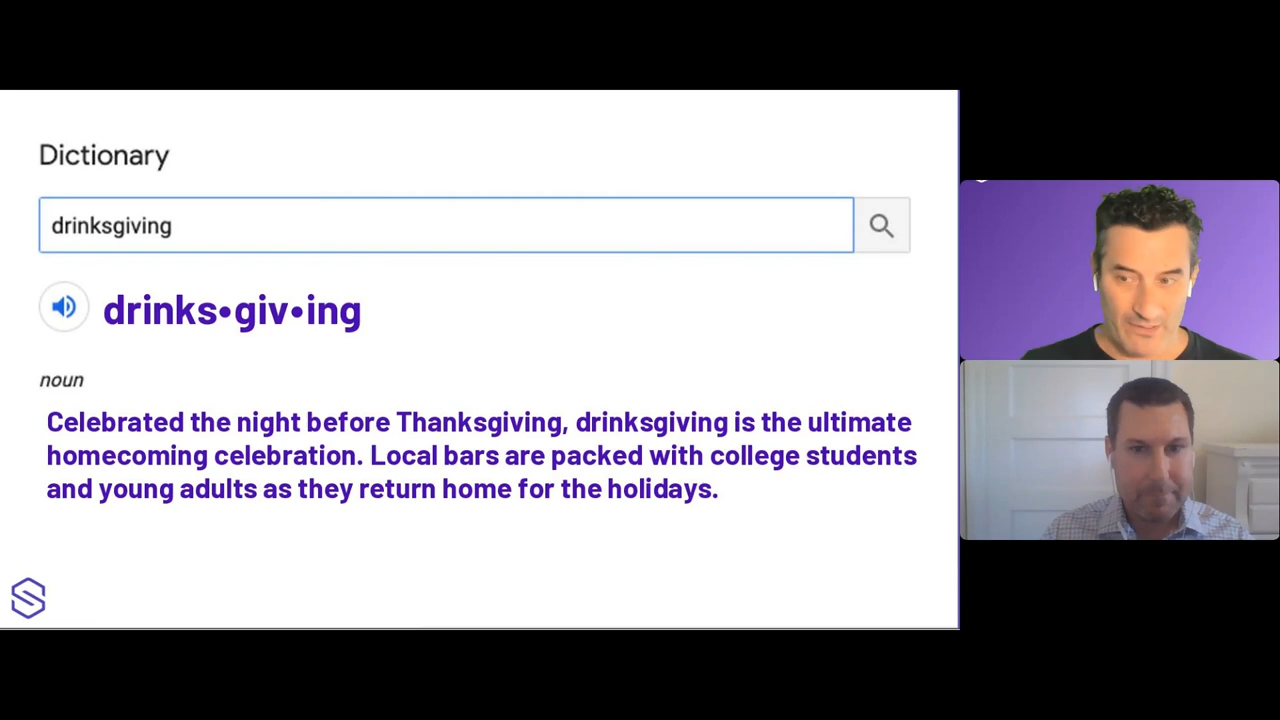 Dictionary
drinksgiving
drinks•giv•ing
noun
Celebrated the night before Thanksgiving, drinksgiving is the ultimate
homecoming celebration. Local bars are packed with college students
and young adults as they return home for the holidays.